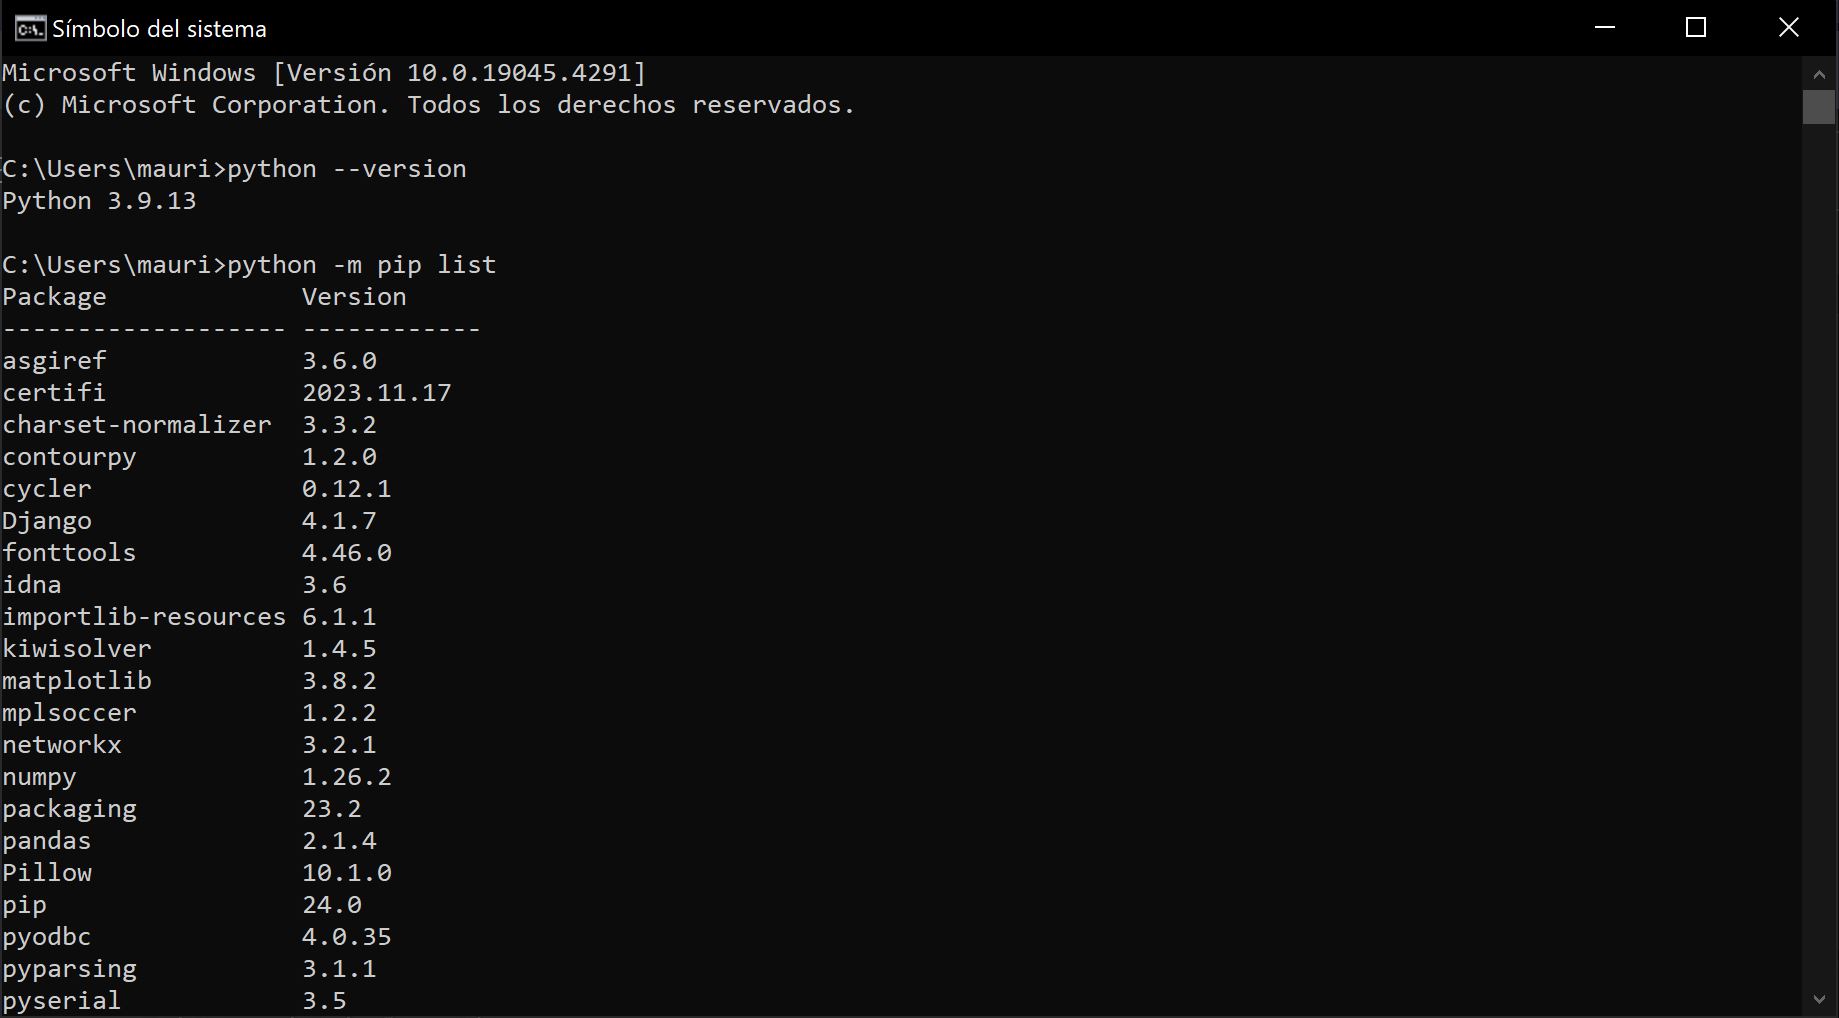 Símbolo del sistema
Microsoft Windows [Versión 10.0.19045.4291]
(c) Microsoft Corporation. Todos los derechos reservados.
C:\Users\mauri>python --version
Python 3.9.13
C:\Users\mauri>python -m pip list
Package             Version
------------------- ------------
asgiref             3.6.0
certifi             2023.11.17
charset-normalizer  3.3.2
contourpy           1.2.0
cycler              0.12.1
Django              4.1.7
fonttools           4.46.0
idna                3.6
importlib-resources 6.1.1
kiwisolver          1.4.5
matplotlib          3.8.2
mplsoccer           1.2.2
networkx            3.2.1
numpy               1.26.2
packaging           23.2
pandas              2.1.4
Pillow              10.1.0
pip                 24.0
pyodbc              4.0.35
pyparsing           3.1.1
pyserial            3.5